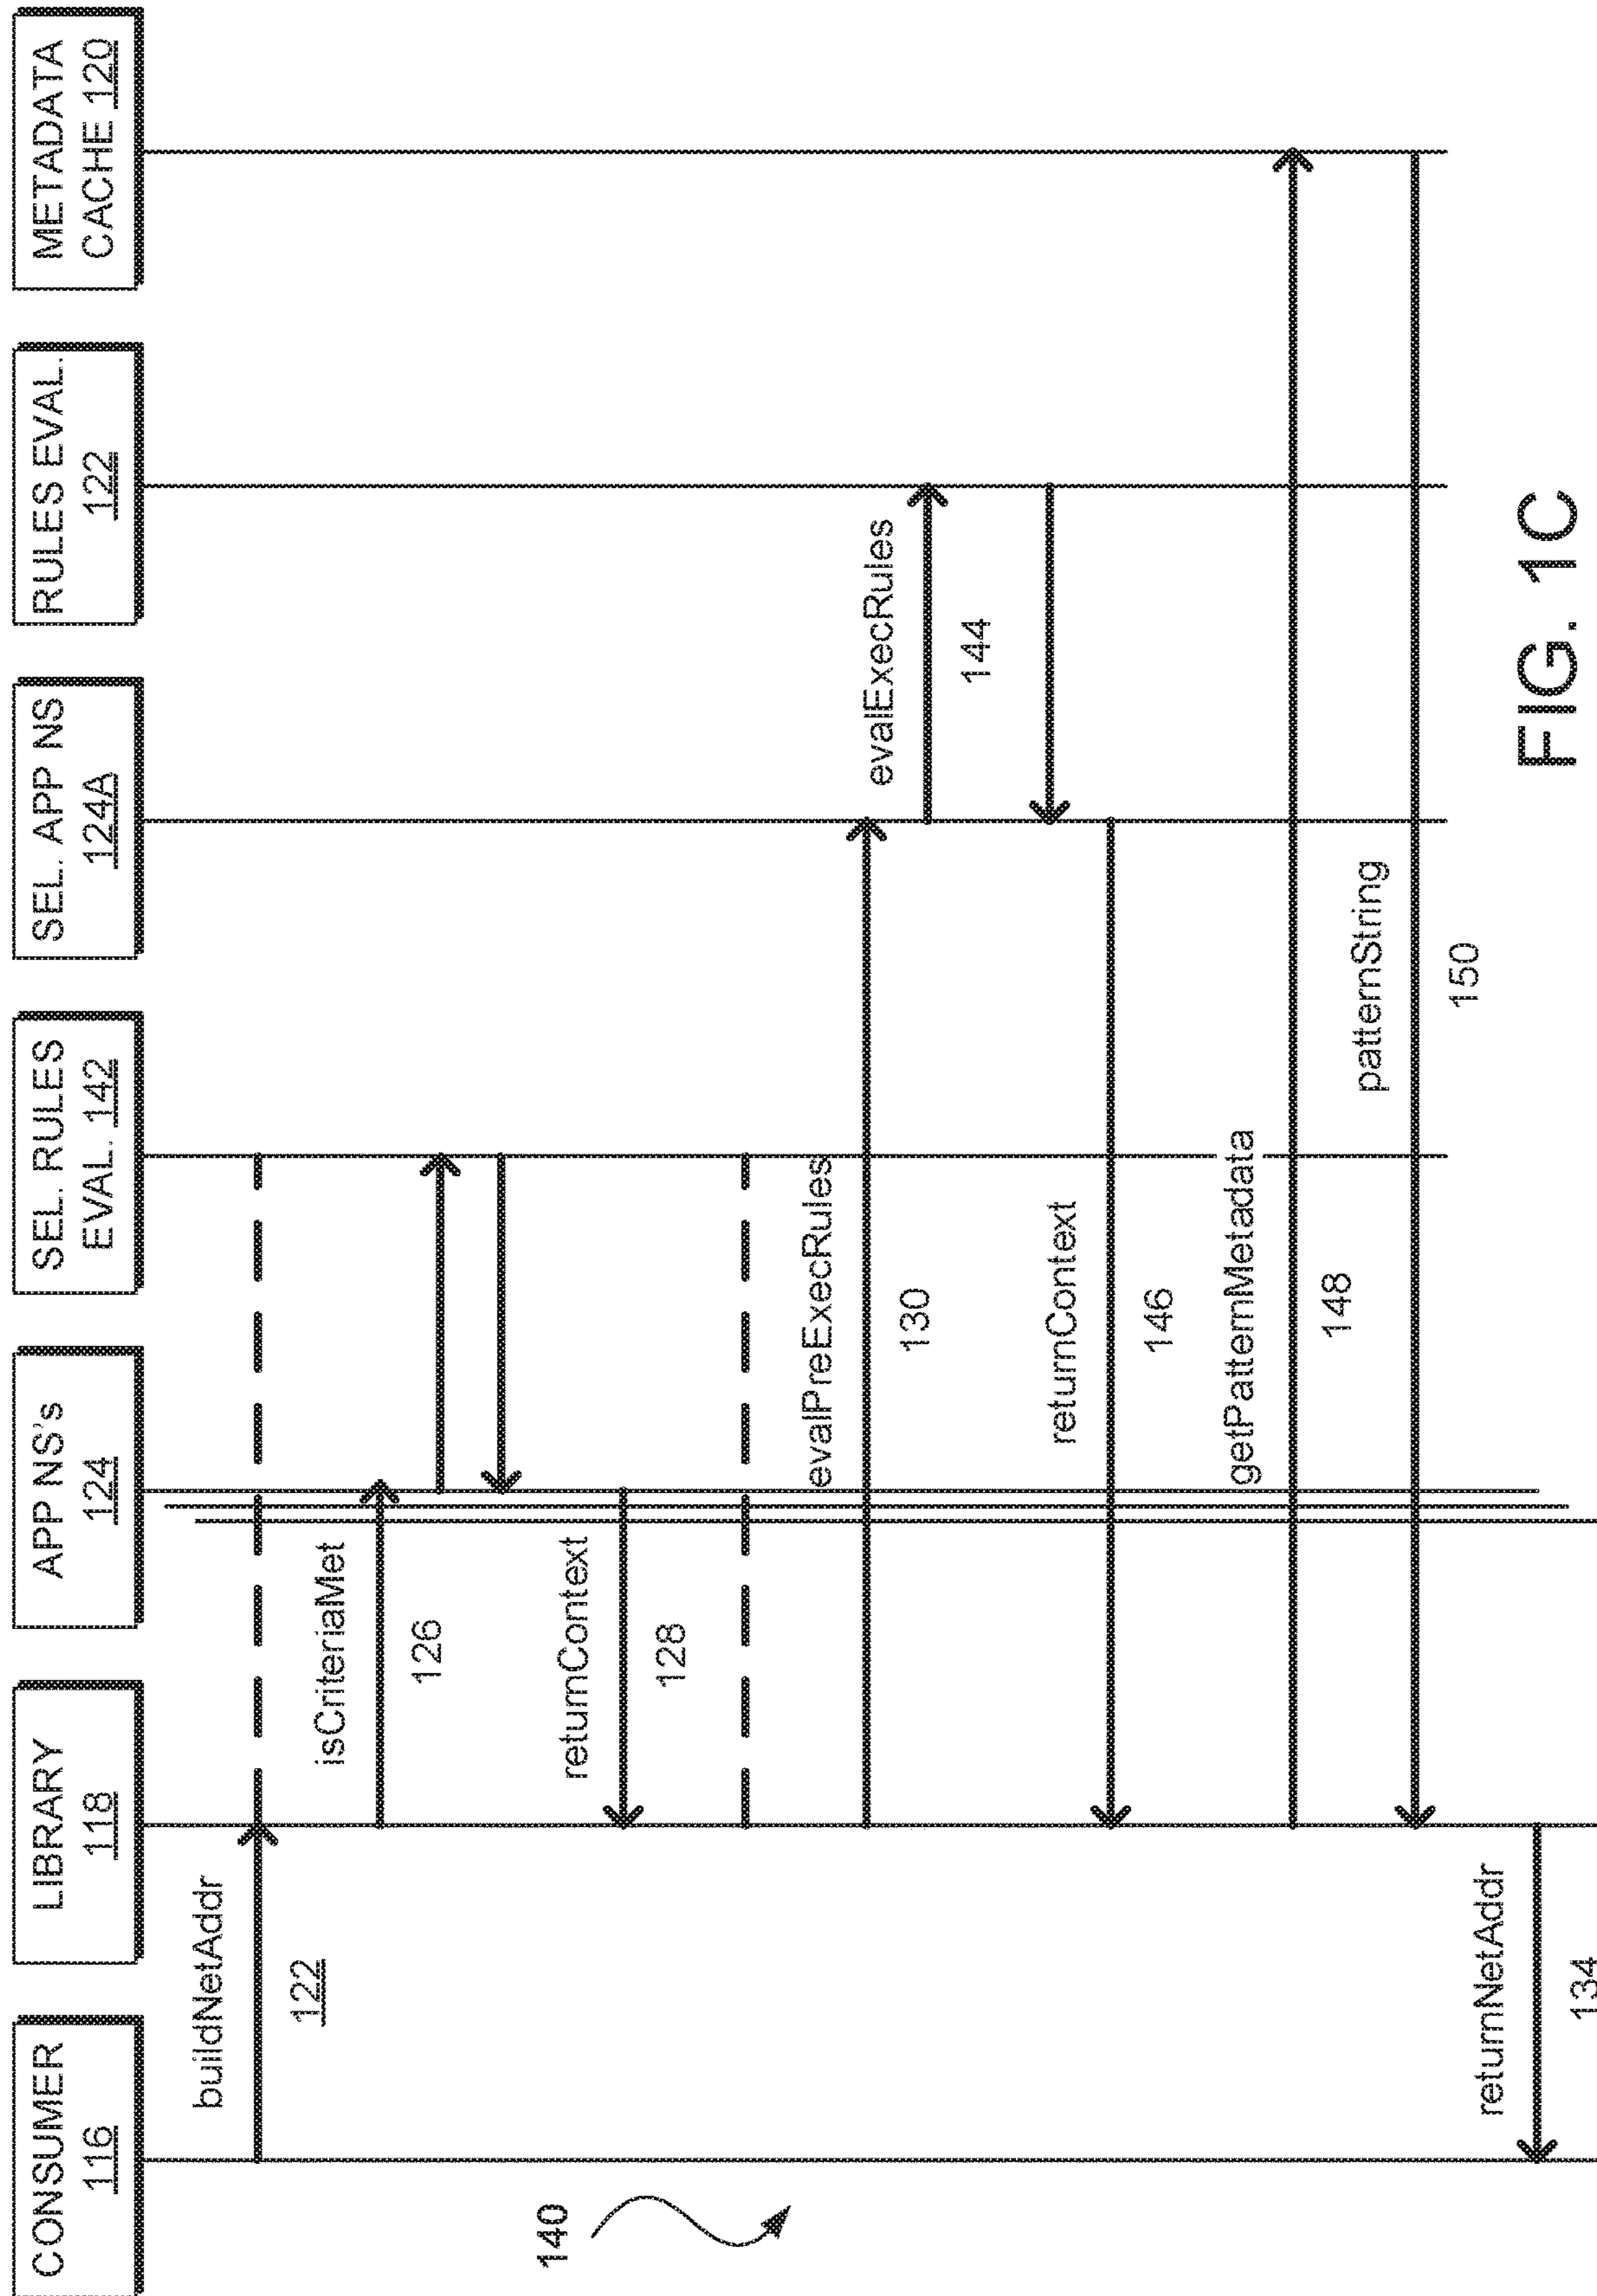 CONSUMER
116
LIBRARY
118
APP NS's
124
SEL. RULES
EVAL. 142
SEL. APP NS
124A
RULES EVAL.
122
METADATA
CACHE 120
buildNetAddr
122
isCriteriaMet
126
returnContext
128
140
evalPreExecRules
130
evalExecRules
144
returnContext
146
getPatternMetadata
148
patternString
150
returnNetAddr
134
FIG. 1C